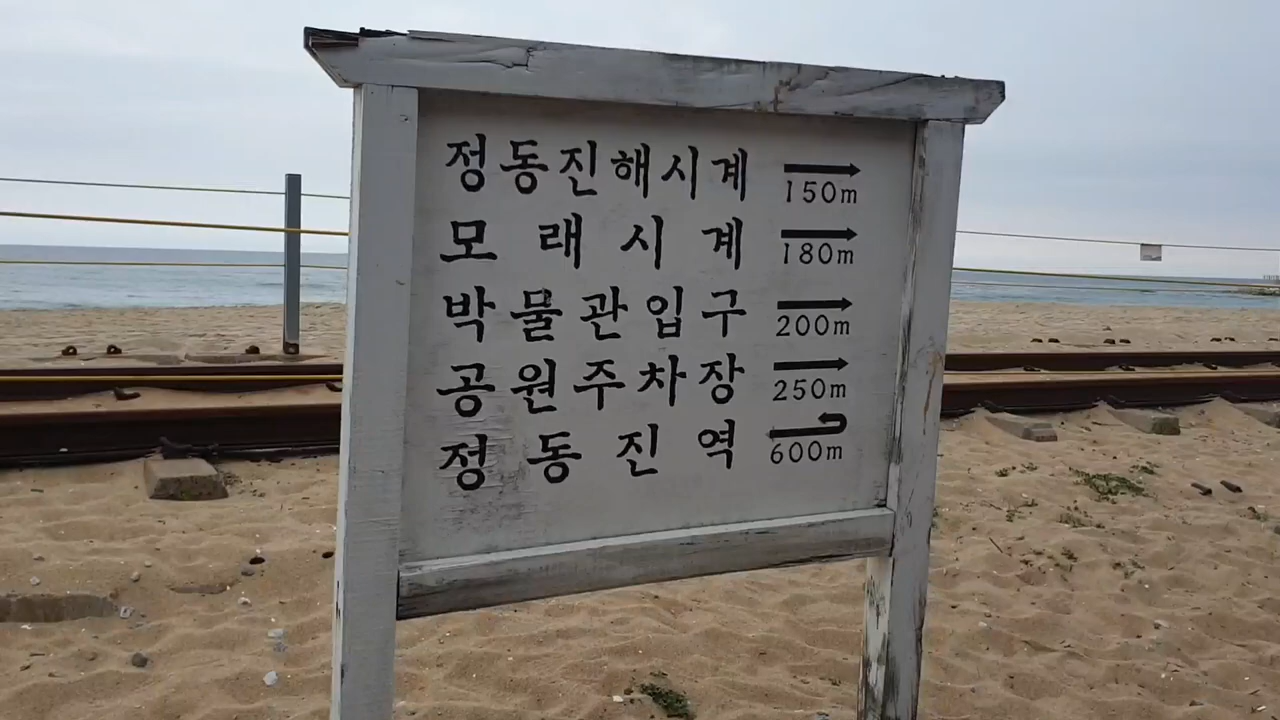 정동진해시계 → 150m
모래시계 → 180m
박물관입구 → 200m
공원주차장 → 250m
정동진역 ↩ 600m